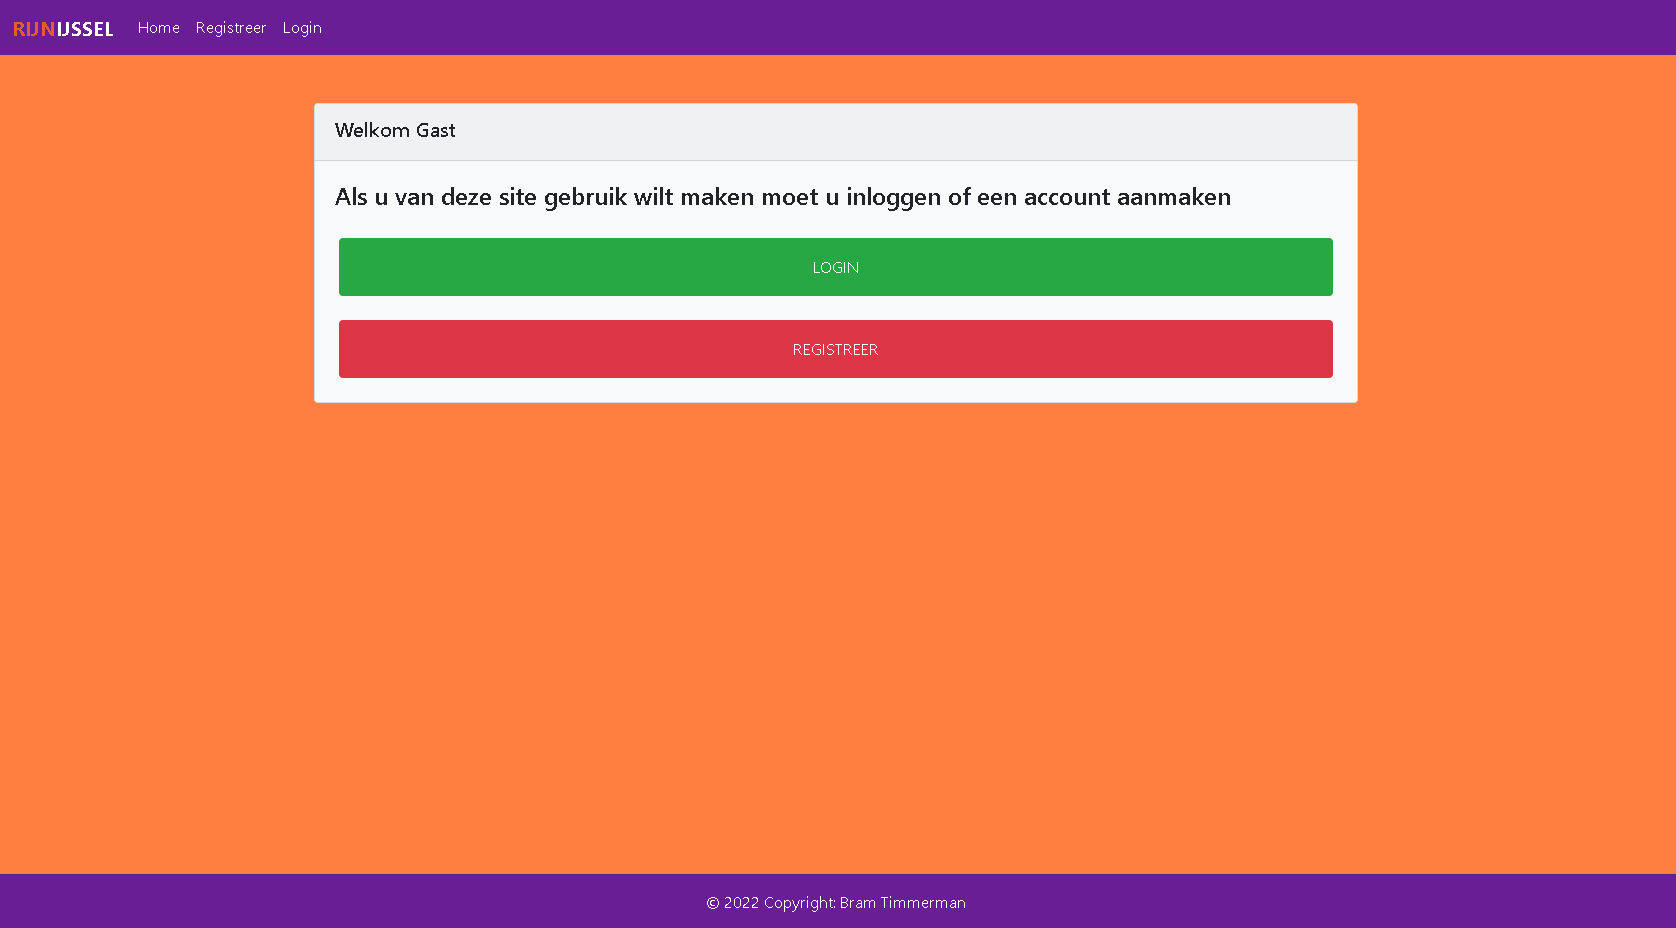 RIJNIJSSEL Home Registreer Login
Welkom Gast
Als u van deze site gebruik wilt maken moet u inloggen of een account aanmaken
LOGIN
REGISTREER
© 2022 Copyright: Bram Timmerman